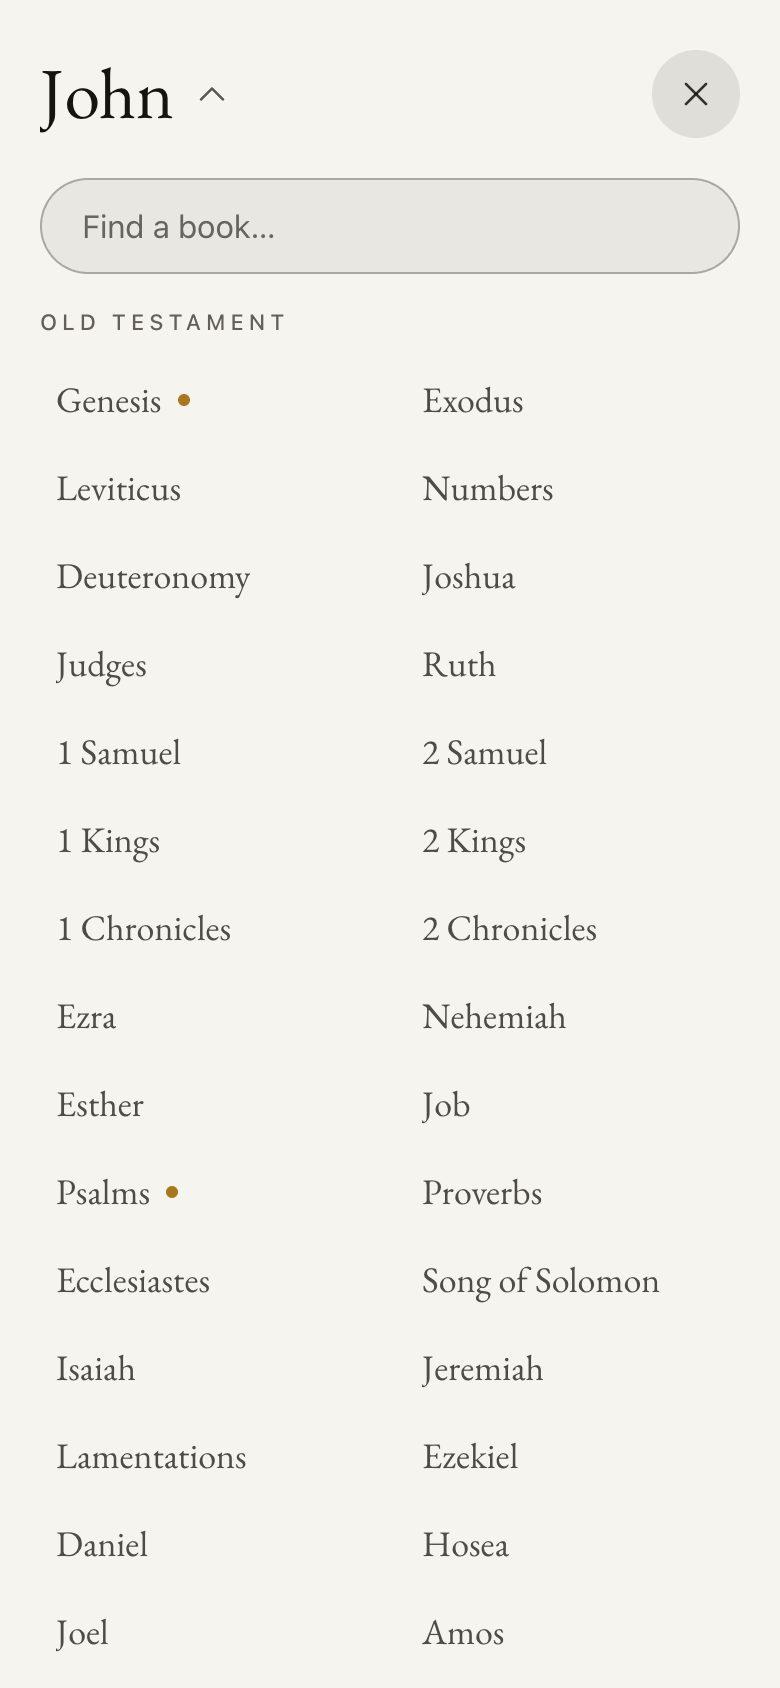 John
Find a book...
OLD TESTAMENT
Genesis Exodus
Leviticus Numbers
Deuteronomy Joshua
Judges Ruth
1 Samuel 2 Samuel
1 Kings 2 Kings
1 Chronicles 2 Chronicles
Ezra Nehemiah
Esther Job
Psalms Proverbs
Ecclesiastes Song of Solomon
Isaiah Jeremiah
Lamentations Ezekiel
Daniel Hosea
Joel Amos